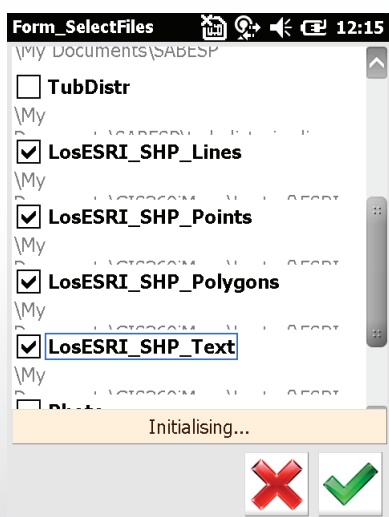 Form_SelectFiles 12:15
\My Documents\SABESP
TubDistr
\My
LosESRI_SHP_Lines
\My
LosESRI_SHP_Points
\My
LosESRI_SHP_Polygons
\My
LosESRI_SHP_Text
\My
Initialising...